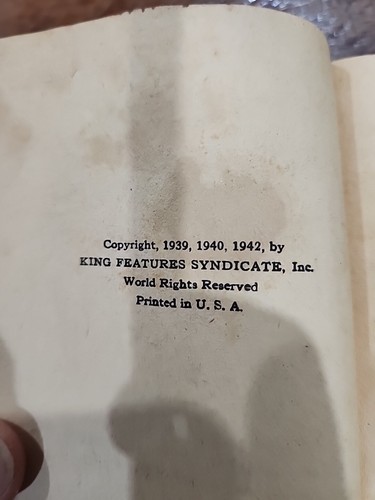 Copyright, 1939, 1940, 1942, by
KING FEATURES SYNDICATE, Inc.
World Rights Reserved
Printed in U. S. A.